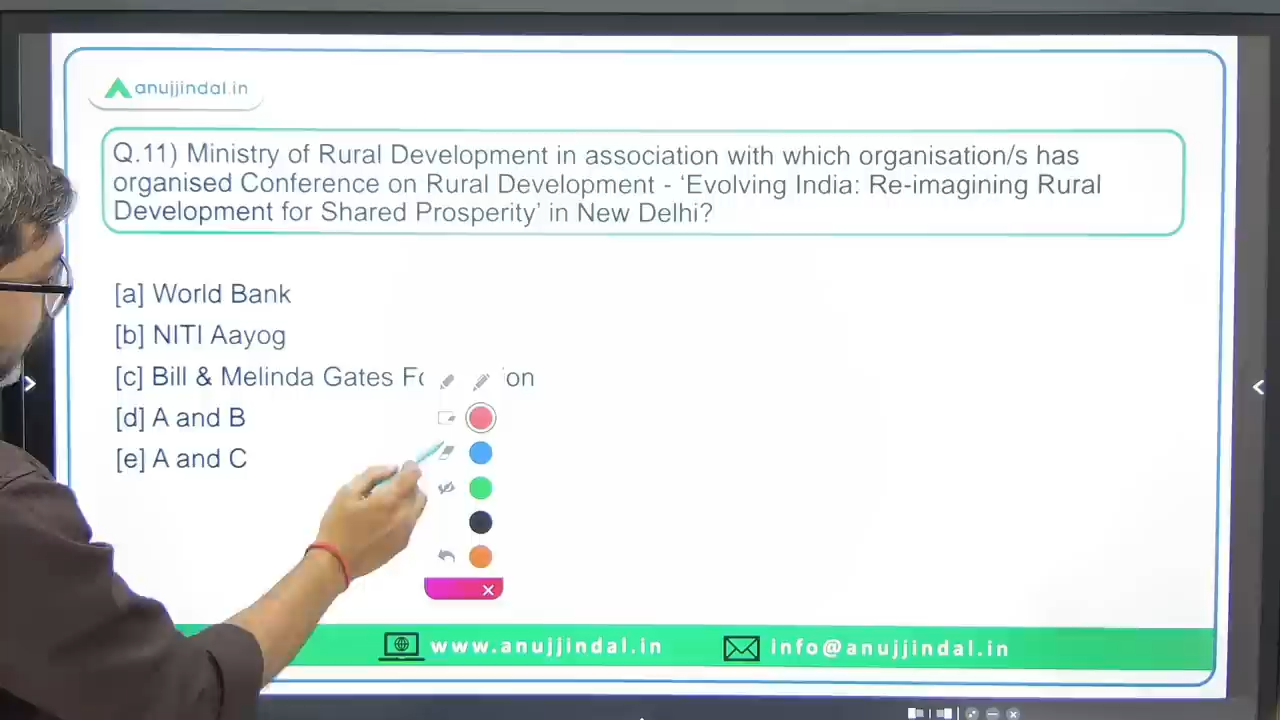 anujjindal.in
Q.11) Ministry of Rural Development in association with which organisation/s has
organised Conference on Rural Development - ‘Evolving India: Re-imagining Rural
Development for Shared Prosperity’ in New Delhi?
[a] World Bank
[b] NITI Aayog
[c] Bill & Melinda Gates Fo on
[d] A and B
[e] A and C
www.anujjindal.in info@anujjindal.in